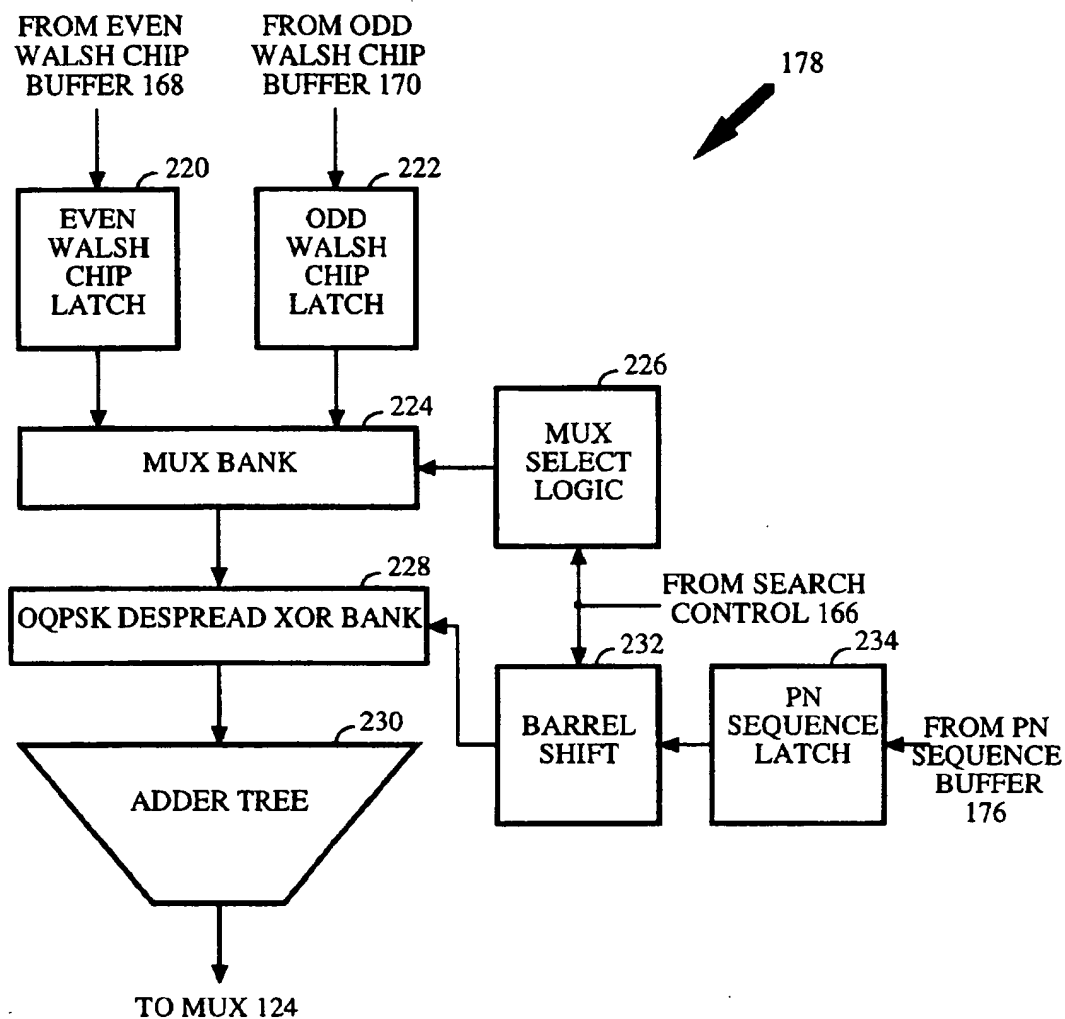 FROM EVEN
WALSH CHIP
BUFFER 168
FROM ODD
WALSH CHIP
BUFFER 170
178
220
EVEN
WALSH
CHIP
LATCH
222
ODD
WALSH
CHIP
LATCH
224
MUX BANK
226
MUX
SELECT
LOGIC
228
OQPSK DESPREAD XOR BANK
FROM SEARCH
CONTROL 166
232
BARREL
SHIFT
234
PN
SEQUENCE
LATCH
FROM PN
SEQUENCE
BUFFER
176
230
ADDER TREE
TO MUX 124